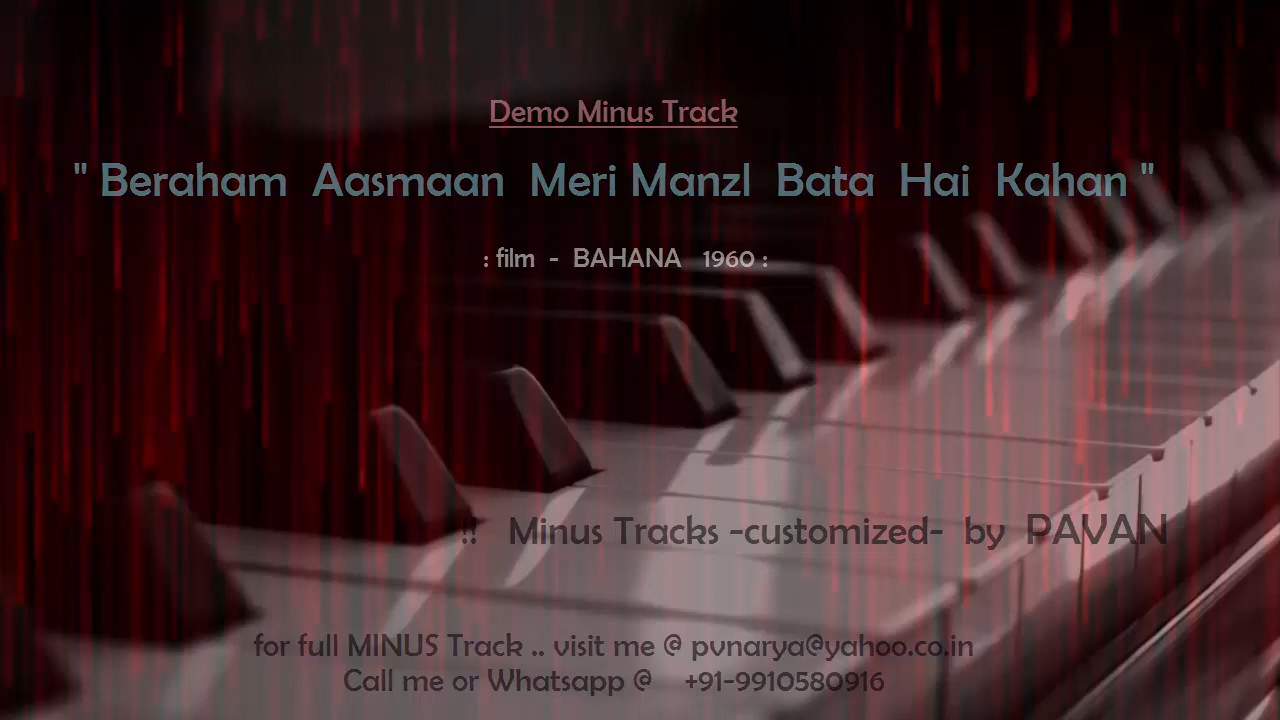 Demo Minus Track
" Beraham Aasmaan Meri Manzl Bata Hai Kahan "
: film - BAHANA 1960 :
!! Minus Tracks -customized- by PAVAN
for full MINUS Track .. visit me @ pvnarya@yahoo.co.in
Call me or Whatsapp @ +91-9910580916